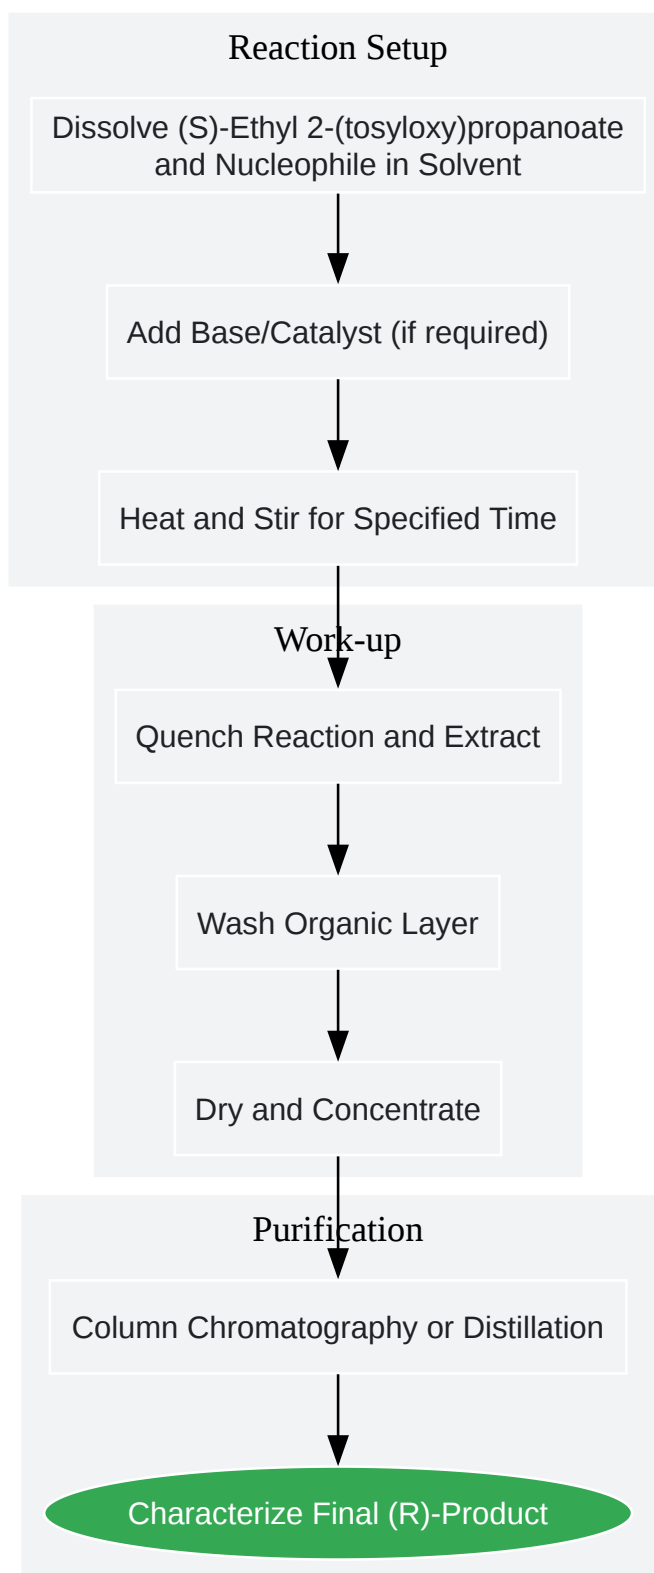 Reaction Setup
Dissolve (S)-Ethyl 2-(tosyloxy)propanoate
and Nucleophile in Solvent
Add Base/Catalyst (if required)
Heat and Stir for Specified Time
Work-up
Quench Reaction and Extract
Wash Organic Layer
Dry and Concentrate
Purification
Column Chromatography or Distillation
Characterize Final (R)-Product